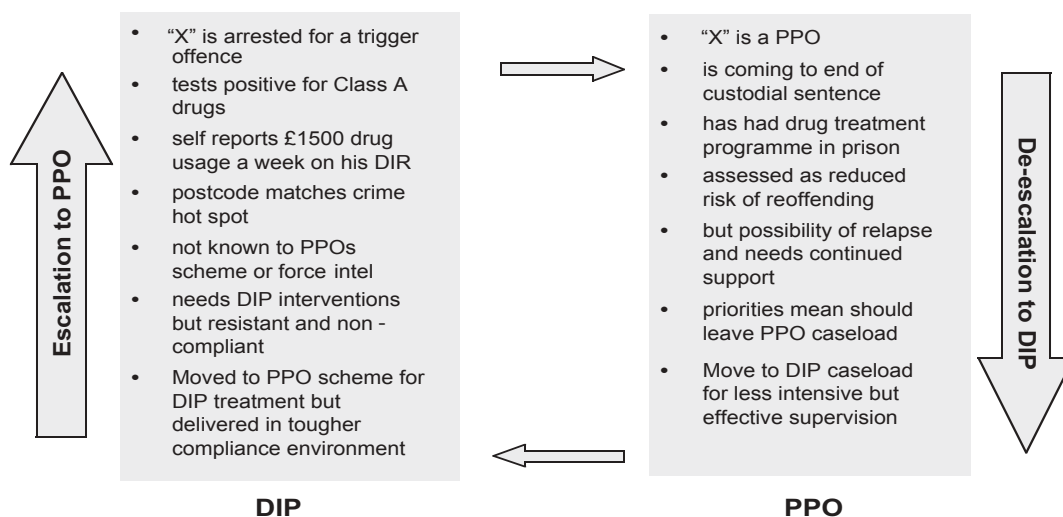 Escalation to PPO
• “X” is arrested for a trigger
offence
• tests positive for Class A
drugs
• self reports £1500 drug
usage a week on his DIR
• postcode matches crime
hot spot
• not known to PPOs
scheme or force intel
• needs DIP interventions
but resistant and non -
compliant
• Moved to PPO scheme for
DIP treatment but
delivered in tougher
compliance environment
DIP
• “X” is a PPO
• is coming to end of
custodial sentence
• has had drug treatment
programme in prison
• assessed as reduced
risk of reoffending
• but possibility of relapse
and needs continued
support
• priorities mean should
leave PPO caseload
• Move to DIP caseload
for less intensive but
effective supervision
PPO
De-escalation to DIP